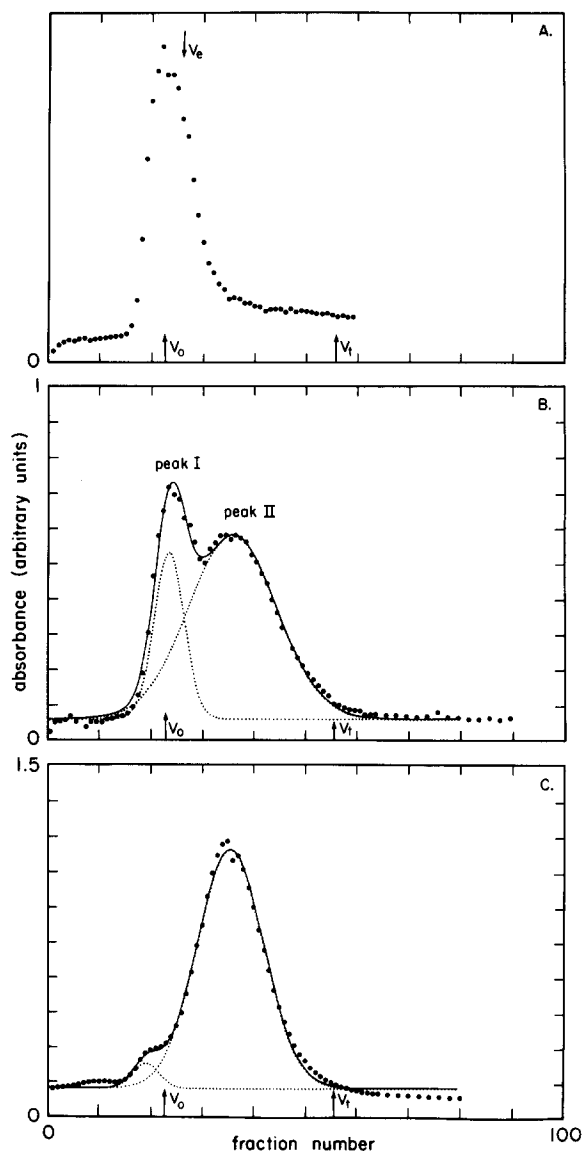 A.
Ve
0
Vo
Vt
1
B.
peak I
peak II
absorbance (arbitrary units)
0
Vo
Vt
1.5
C.
0
Vo
Vt
0
fraction number
100